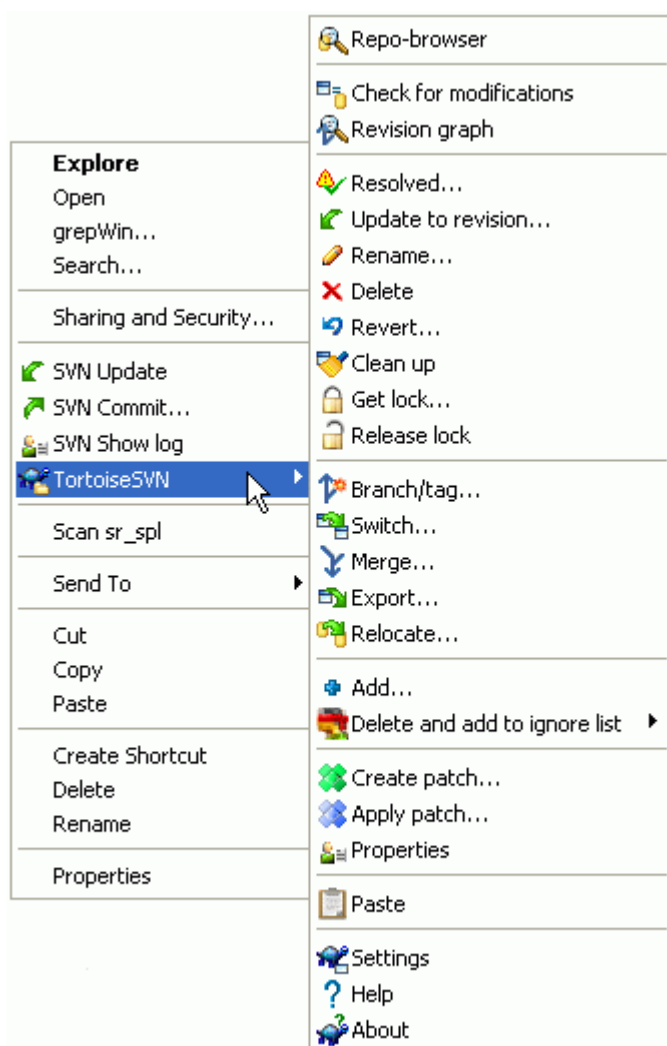 Explore
Open
grepWin...
Search...
Sharing and Security...
SVN Update
SVN Commit...
SVN Show log
TortoiseSVN
Scan sr_spl
Send To
Cut
Copy
Paste
Create Shortcut
Delete
Rename
Properties
Repo-browser
Check for modifications
Revision graph
Resolved...
Update to revision...
Rename...
Delete
Revert...
Clean up
Get lock...
Release lock
Branch/tag...
Switch...
Merge...
Export...
Relocate...
Add...
Delete and add to ignore list
Create patch...
Apply patch...
Properties
Paste
Settings
Help
About